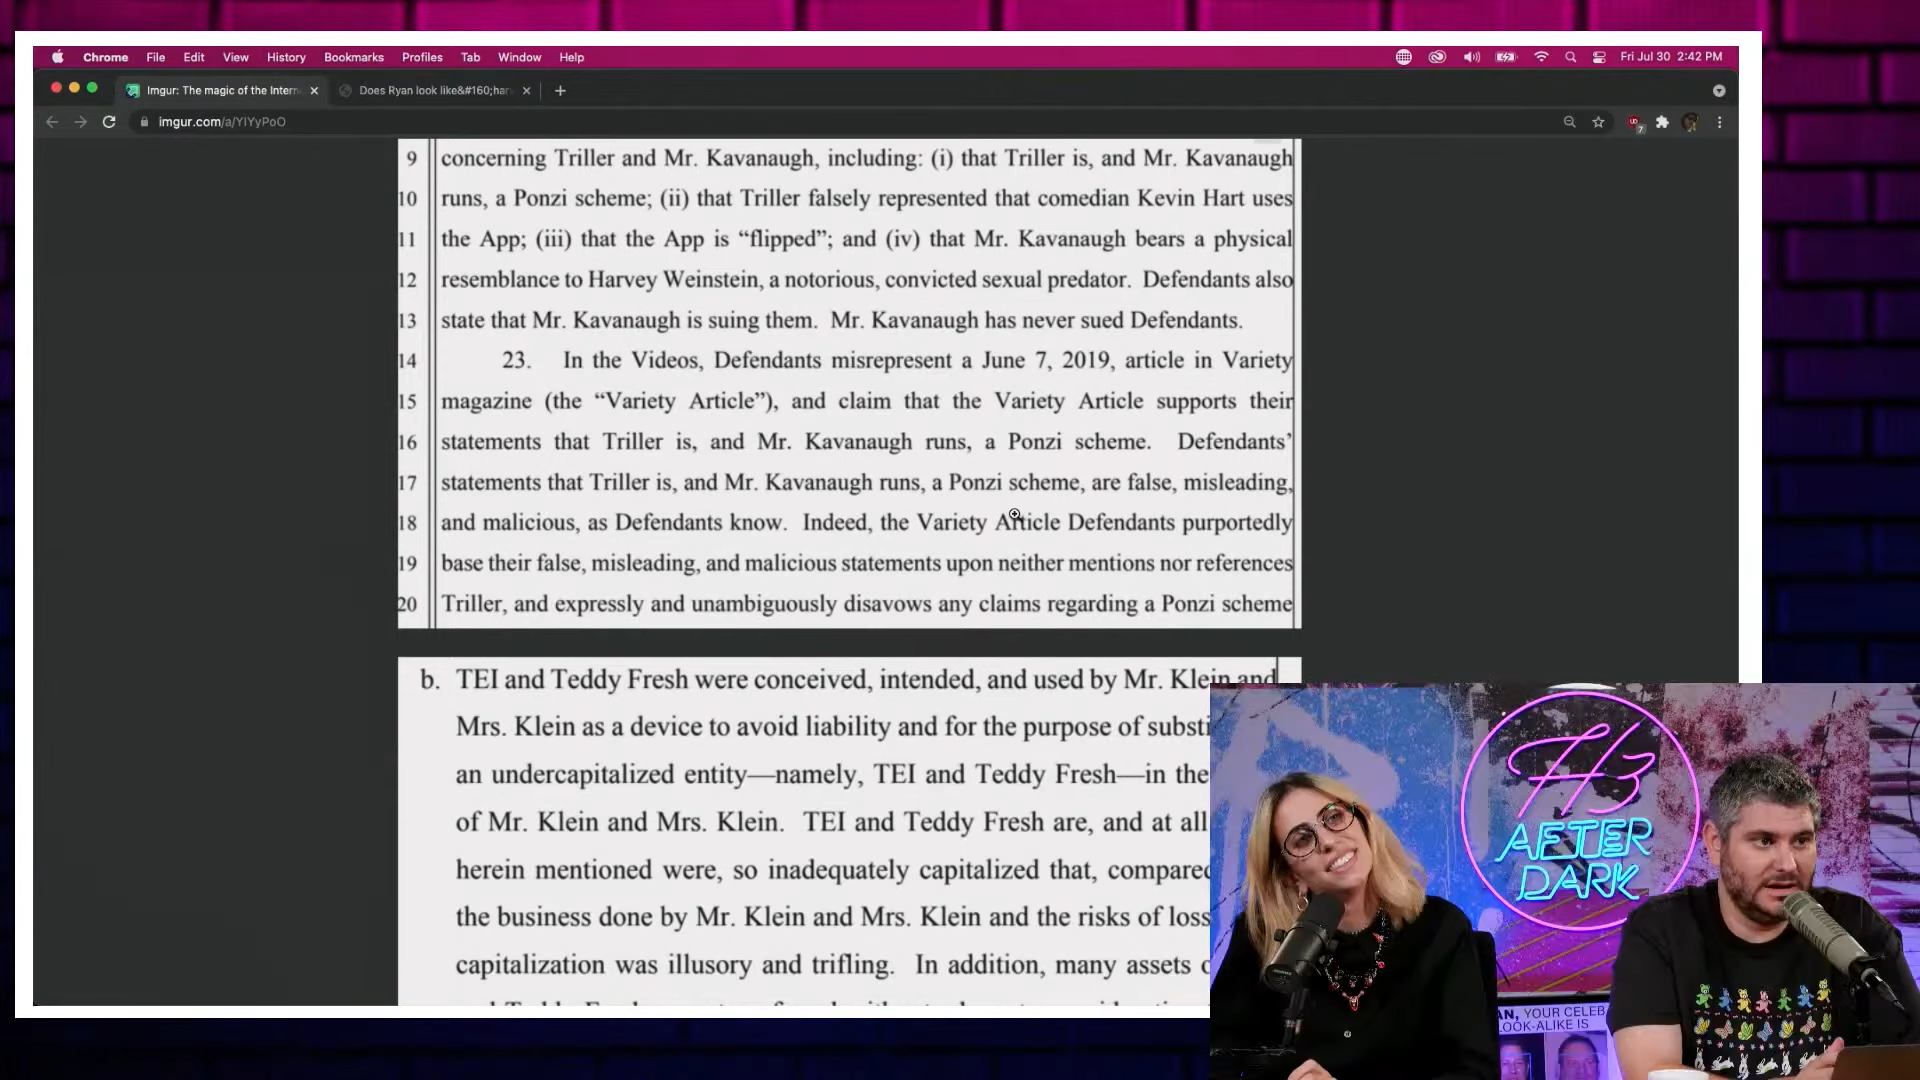 Chrome File Edit View History Bookmarks Profiles Tab Window Help Fri Jul 30 2:42 PM
Imgur: The magic of the Intern Does Ryan look like&#160;har
imgur.com/a/YIYyPoO
7
9 concerning Triller and Mr. Kavanaugh, including: (i) that Triller is, and Mr. Kavanaugh
10 runs, a Ponzi scheme; (ii) that Triller falsely represented that comedian Kevin Hart uses
11 the App; (iii) that the App is “flipped”; and (iv) that Mr. Kavanaugh bears a physical
12 resemblance to Harvey Weinstein, a notorious, convicted sexual predator. Defendants also
13 state that Mr. Kavanaugh is suing them. Mr. Kavanaugh has never sued Defendants.
14 23. In the Videos, Defendants misrepresent a June 7, 2019, article in Variety
15 magazine (the “Variety Article”), and claim that the Variety Article supports their
16 statements that Triller is, and Mr. Kavanaugh runs, a Ponzi scheme. Defendants’
17 statements that Triller is, and Mr. Kavanaugh runs, a Ponzi scheme, are false, misleading,
18 and malicious, as Defendants know. Indeed, the Variety Article Defendants purportedly
19 base their false, misleading, and malicious statements upon neither mentions nor references
20 Triller, and expressly and unambiguously disavows any claims regarding a Ponzi scheme
b. TEI and Teddy Fresh were conceived, intended, and used by Mr. Klein and
Mrs. Klein as a device to avoid liability and for the purpose of substi
an undercapitalized entity—namely, TEI and Teddy Fresh—in the
of Mr. Klein and Mrs. Klein. TEI and Teddy Fresh are, and at all
herein mentioned were, so inadequately capitalized that, compared
the business done by Mr. Klein and Mrs. Klein and the risks of loss
capitalization was illusory and trifling. In addition, many assets o
H3
AFTER
DARK
AN, YOUR CELEB
LOOK-ALIKE IS